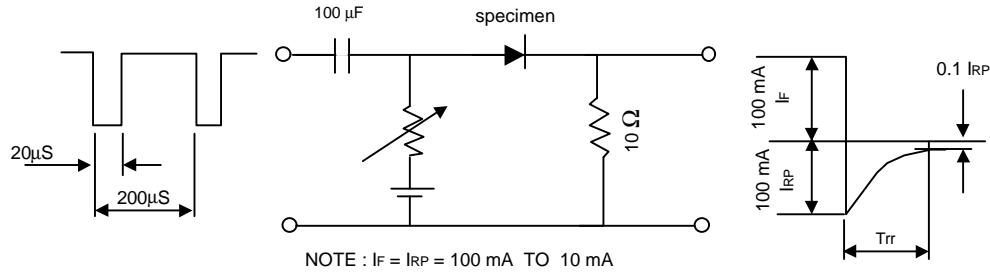 100 µF
specimen
20µS
200µS
10 Ω
100 mA
IF
100 mA
IRP
0.1 IRP
Trr
NOTE : IF = IRP = 100 mA TO 10 mA